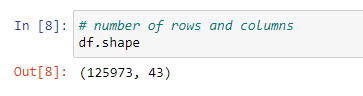 In [8]: # number of rows and columns
df.shape
Out[8]: (125973, 43)